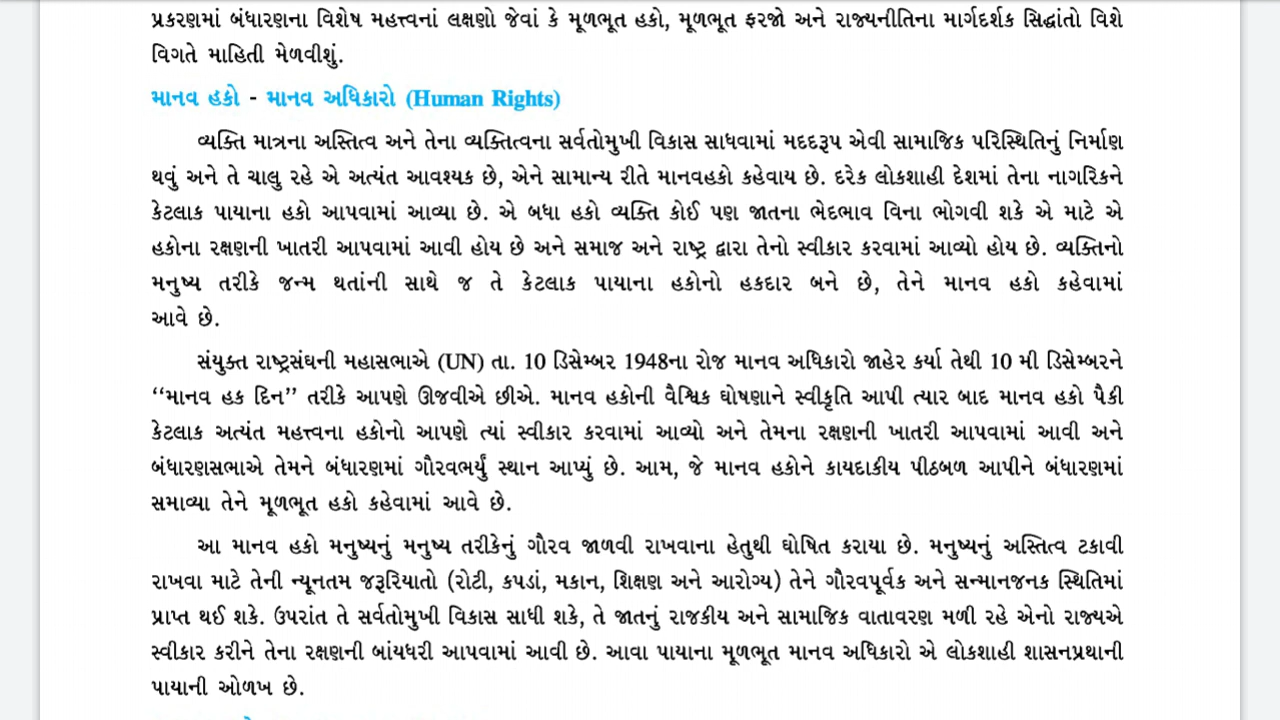 પ્રકરણમાં બંધારણના વિશેષ મહત્ત્વનાં લક્ષણો જેવાં કે મૂળભૂત હકો, મૂળભૂત ફરજો અને રાજ્યનીતિના માર્ગદર્શક સિદ્ધાંતો વિશે
વિગતે માહિતી મેળવીશું.
માનવ હકો - માનવ અધિકારો (Human Rights)
વ્યક્તિ માત્રના અસ્તિત્વ અને તેના વ્યક્તિત્વના સર્વતોમુખી વિકાસ સાધવામાં મદદરૂપ એવી સામાજિક પરિસ્થિતિનું નિર્માણ
થવું અને તે ચાલુ રહે એ અત્યંત આવશ્યક છે, એને સામાન્ય રીતે માનવહકો કહેવાય છે. દરેક લોકશાહી દેશમાં તેના નાગરિકને
કેટલાક પાયાના હકો આપવામાં આવ્યા છે. એ બધા હકો વ્યક્તિ કોઈ પણ જાતના ભેદભાવ વિના ભોગવી શકે એ માટે એ
હકોના રક્ષણની ખાતરી આપવામાં આવી હોય છે અને સમાજ અને રાષ્ટ્ર દ્વારા તેનો સ્વીકાર કરવામાં આવ્યો હોય છે. વ્યક્તિનો
મનુષ્ય તરીકે જન્મ થતાંની સાથે જ તે કેટલાક પાયાના હકોનો હકદાર બને છે, તેને માનવ હકો કહેવામાં
આવે છે.
સંયુક્ત રાષ્ટ્રસંઘની મહાસભાએ (UN) તા. 10 ડિસેમ્બર 1948ના રોજ માનવ અધિકારો જાહેર કર્યા તેથી 10 મી ડિસેમ્બરને
“માનવ હક દિન” તરીકે આપણે ઊજવીએ છીએ. માનવ હકોની વૈશ્વિક ઘોષણાને સ્વીકૃતિ આપી ત્યાર બાદ માનવ હકો પૈકી
કેટલાક અત્યંત મહત્ત્વના હકોનો આપણે ત્યાં સ્વીકાર કરવામાં આવ્યો અને તેમના રક્ષણની ખાતરી આપવામાં આવી અને
બંધારણસભાએ તેમને બંધારણમાં ગૌરવભર્યું સ્થાન આપ્યું છે. આમ, જે માનવ હકોને કાયદાકીય પીઠબળ આપીને બંધારણમાં
સમાવ્યા તેને મૂળભૂત હકો કહેવામાં આવે છે.
આ માનવ હકો મનુષ્યનું મનુષ્ય તરીકેનું ગૌરવ જાળવી રાખવાના હેતુથી ઘોષિત કરાયા છે. મનુષ્યનું અસ્તિત્વ ટકાવી
રાખવા માટે તેની ન્યૂનતમ જરૂરિયાતો (રોટી, કપડાં, મકાન, શિક્ષણ અને આરોગ્ય) તેને ગૌરવપૂર્વક અને સન્માનજનક સ્થિતિમાં
પ્રાપ્ત થઈ શકે. ઉપરાંત તે સર્વતોમુખી વિકાસ સાધી શકે, તે જાતનું રાજકીય અને સામાજિક વાતાવરણ મળી રહે એનો રાજ્યએ
સ્વીકાર કરીને તેના રક્ષણની બાંયધરી આપવામાં આવી છે. આવા પાયાના મૂળભૂત માનવ અધિકારો એ લોકશાહી શાસનપ્રથાની
પાયાની ઓળખ છે.